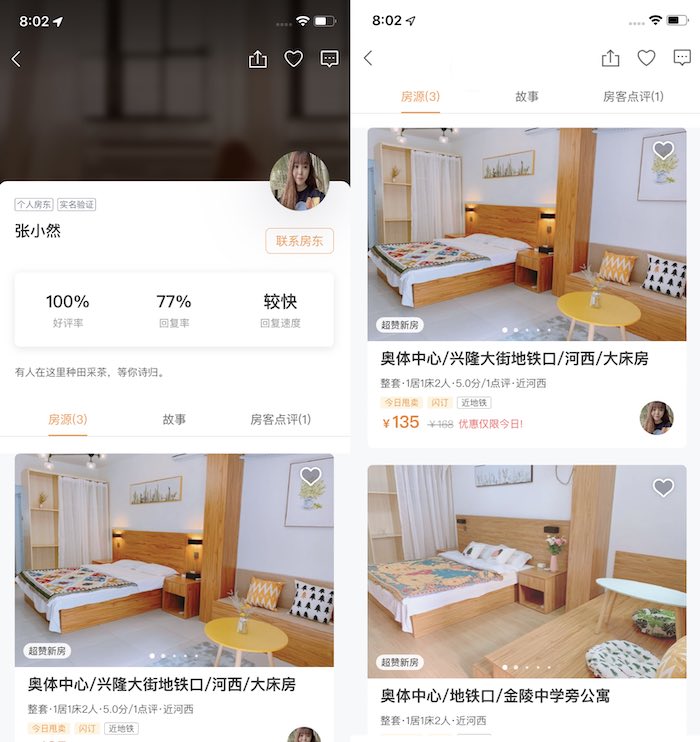 8:02
个人房东 实名验证
张小然
联系房东
100% 77% 较快
好评率 回复率 回复速度
有人在这里种田采茶，等你诗归。
房源(3) 故事 房客点评(1)
超赞新房
奥体中心/兴隆大街地铁口/河西/大床房
整套·1居1床2人·5.0分/1点评·近河西
今日甩卖 闪订 近地铁
8:02
房源(3) 故事 房客点评(1)
超赞新房
奥体中心/兴隆大街地铁口/河西/大床房
整套·1居1床2人·5.0分/1点评·近河西
今日甩卖 闪订 近地铁
¥135 ¥168 优惠仅限今日!
超赞新房
奥体中心/地铁口/金陵中学旁公寓
整套·1居1床2人·近河西